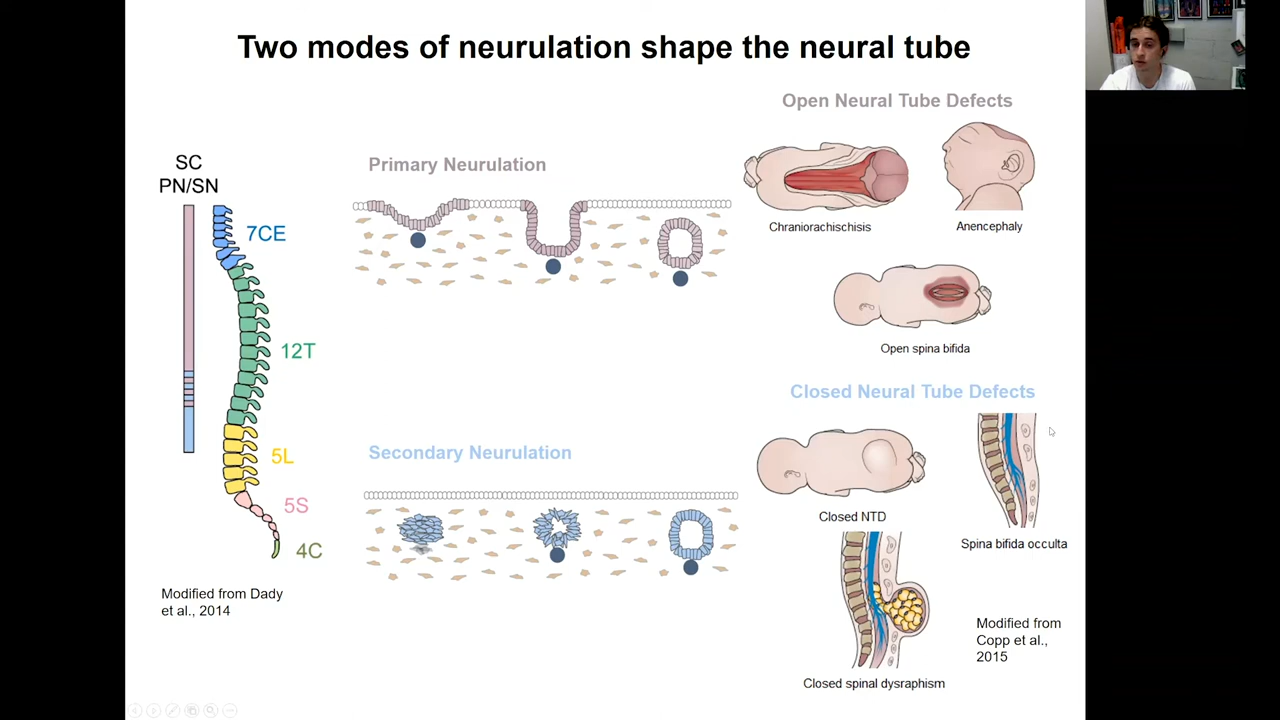 Two modes of neurulation shape the neural tube
SC
PN/SN
7CE
12T
5L
5S
4C
Modified from Dady
et al., 2014
Primary Neurulation
Secondary Neurulation
Open Neural Tube Defects
Chraniorachischisis
Anencephaly
Open spina bifida
Closed Neural Tube Defects
Closed NTD
Spina bifida occulta
Closed spinal dysraphism
Modified from
Copp et al.,
2015